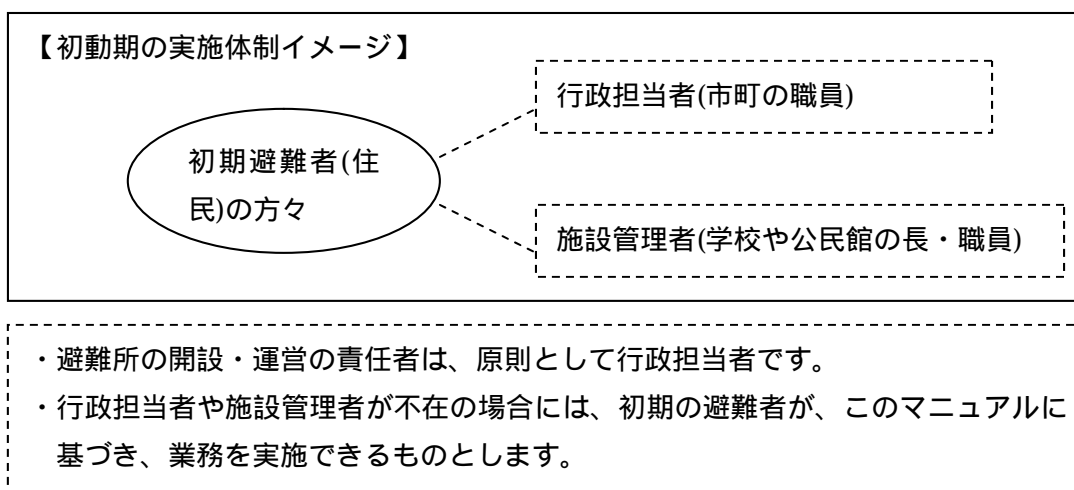 【初動期の実施体制イメージ】
行政担当者(市町の職員)
初期避難者(住
民)の方々
施設管理者(学校や公民館の長・職員)
・避難所の開設・運営の責任者は、原則として行政担当者です。
・行政担当者や施設管理者が不在の場合には、初期の避難者が、このマニュアルに
基づき、業務を実施できるものとします。